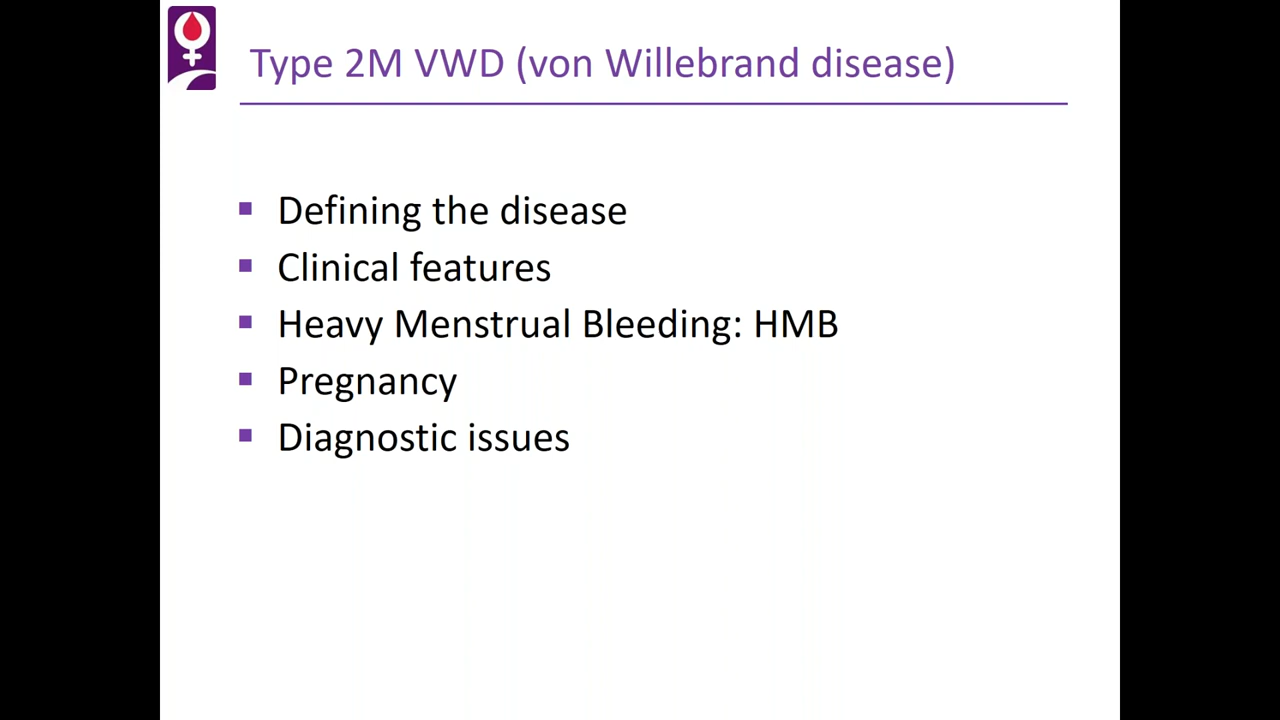 Type 2M VWD (von Willebrand disease)
Defining the disease
Clinical features
Heavy Menstrual Bleeding: HMB
Pregnancy
Diagnostic issues